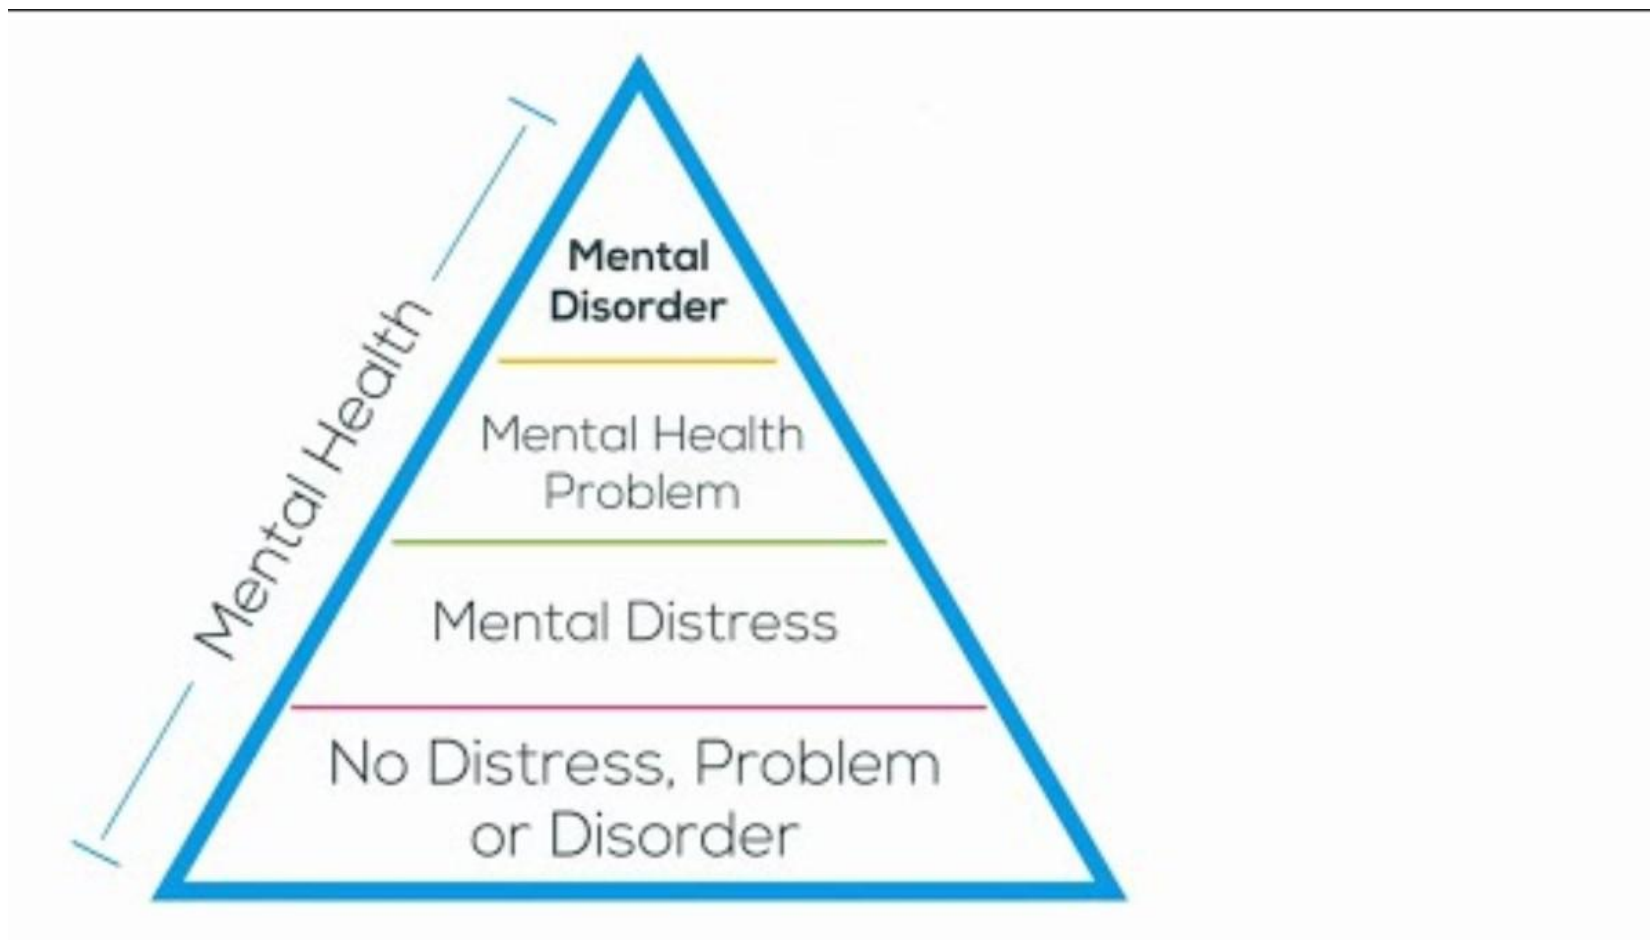 Mental Health
Mental
Disorder
Mental Health
Problem
Mental Distress
No Distress, Problem
or Disorder